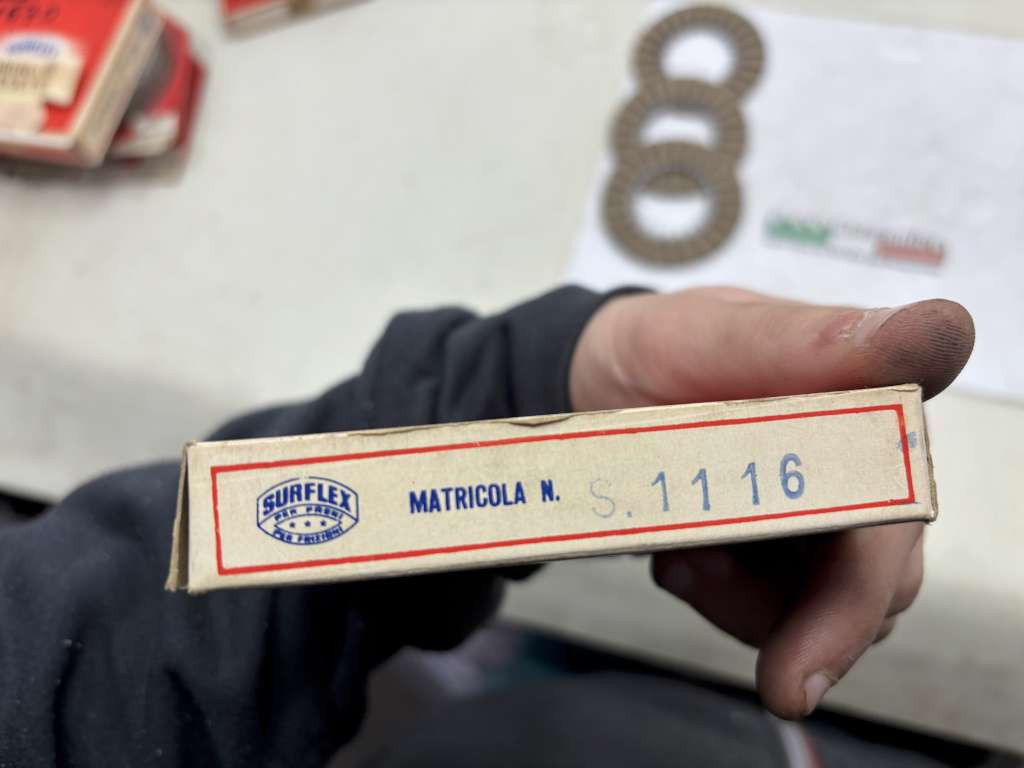 SURFLEX
PER FRENI
PER FRIZIONI
MATRICOLA N. S. 1116